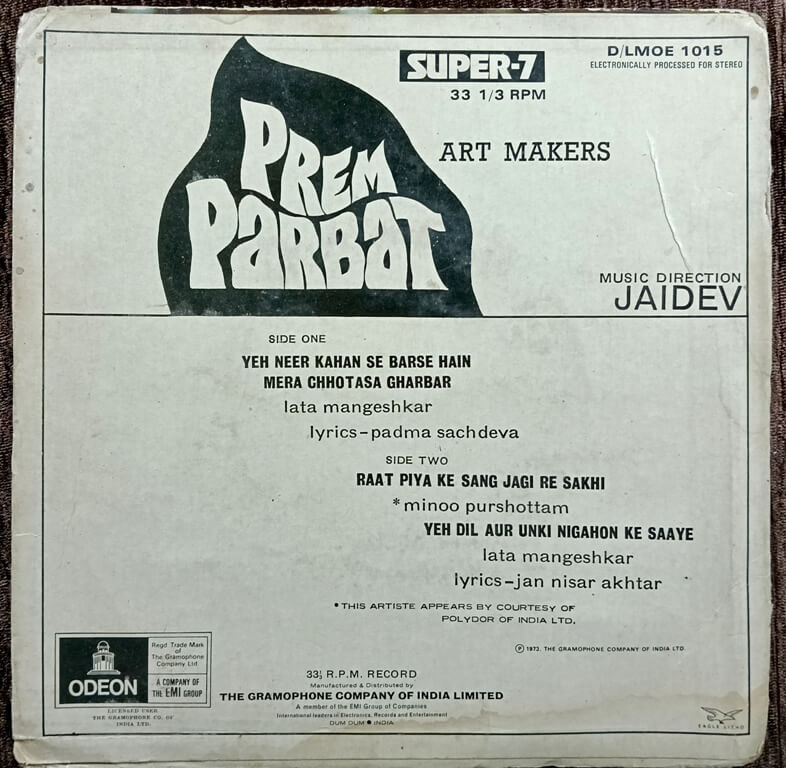 SUPER-7
33 1/3 RPM
D/LMOE 1015
ELECTRONICALLY PROCESSED FOR STEREO
PREM
PARBAT
ART MAKERS
MUSIC DIRECTION
JAIDEV
SIDE ONE
YEH NEER KAHAN SE BARSE HAIN
MERA CHHOTASA GHARBAR
lata mangeshkar
lyrics-padma sachdeva
SIDE TWO
RAAT PIYA KE SANG JAGI RE SAKHI
*minoo purshottam
YEH DIL AUR UNKI NIGAHON KE SAAYE
lata mangeshkar
lyrics-jan nisar akhtar
*THIS ARTISTE APPEARS BY COURTESY OF
POLYDOR OF INDIA LTD.
Ⓟ 1973. THE GRAMOPHONE COMPANY OF INDIA LTD.
ODEON
Regd. Trade Mark
of
The Gramophone
Company Ltd.
A COMPANY OF
THE EMI GROUP
LICENSED USER
THE GRAMOPHONE CO. OF
INDIA LTD.
33⅓ R.P.M. RECORD
Manufactured & Distributed by
THE GRAMOPHONE COMPANY OF INDIA LIMITED
A member of the EMI Group of Companies
International leaders in Electronics, Records and Entertainment
DUM DUM ● INDIA
EAGLE LITHO